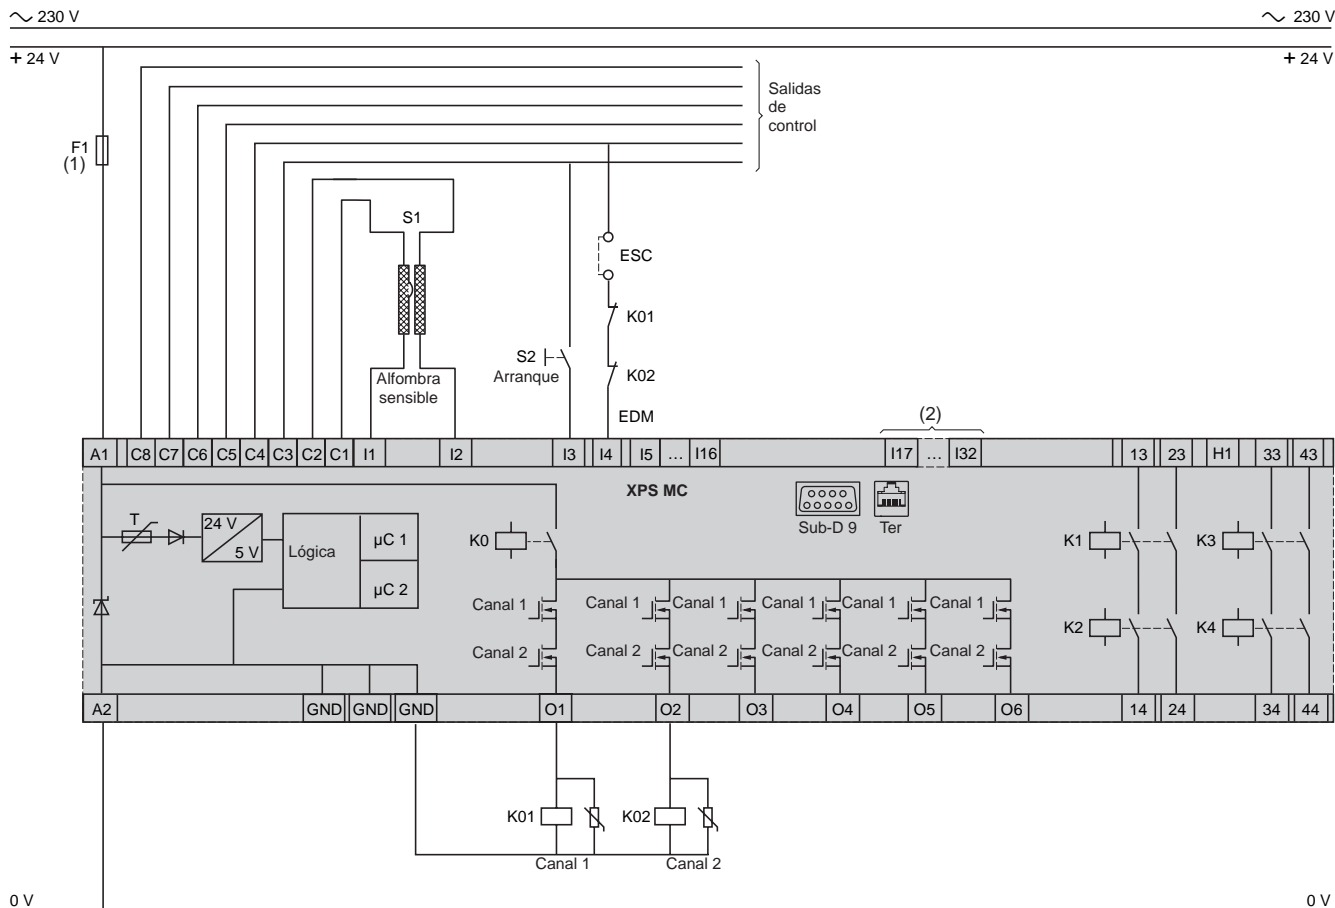 230 V 230 V
+ 24 V + 24 V
Salidas
de
control
F1
(1)
S1
ESC
K01
S2
Arranque
K02
Alfombra
sensible
EDM
(2)
A1 C8 C7 C6 C5 C4 C3 C2 C1 I1 I2 I3 I4 I5 ... I16 I17 ... I32 13 23 H1 33 43
XPS MC
Sub-D 9 Ter
T
24 V
5 V
Lógica
µC 1
µC 2
K0
K1 K3
Canal 1 Canal 1 Canal 1 Canal 1 Canal 1 Canal 1
K2 K4
Canal 2 Canal 2 Canal 2 Canal 2 Canal 2 Canal 2
A2 GND GND GND O1 O2 O3 O4 O5 O6 14 24 34 44
K01 K02
Canal 1 Canal 2
0 V 0 V